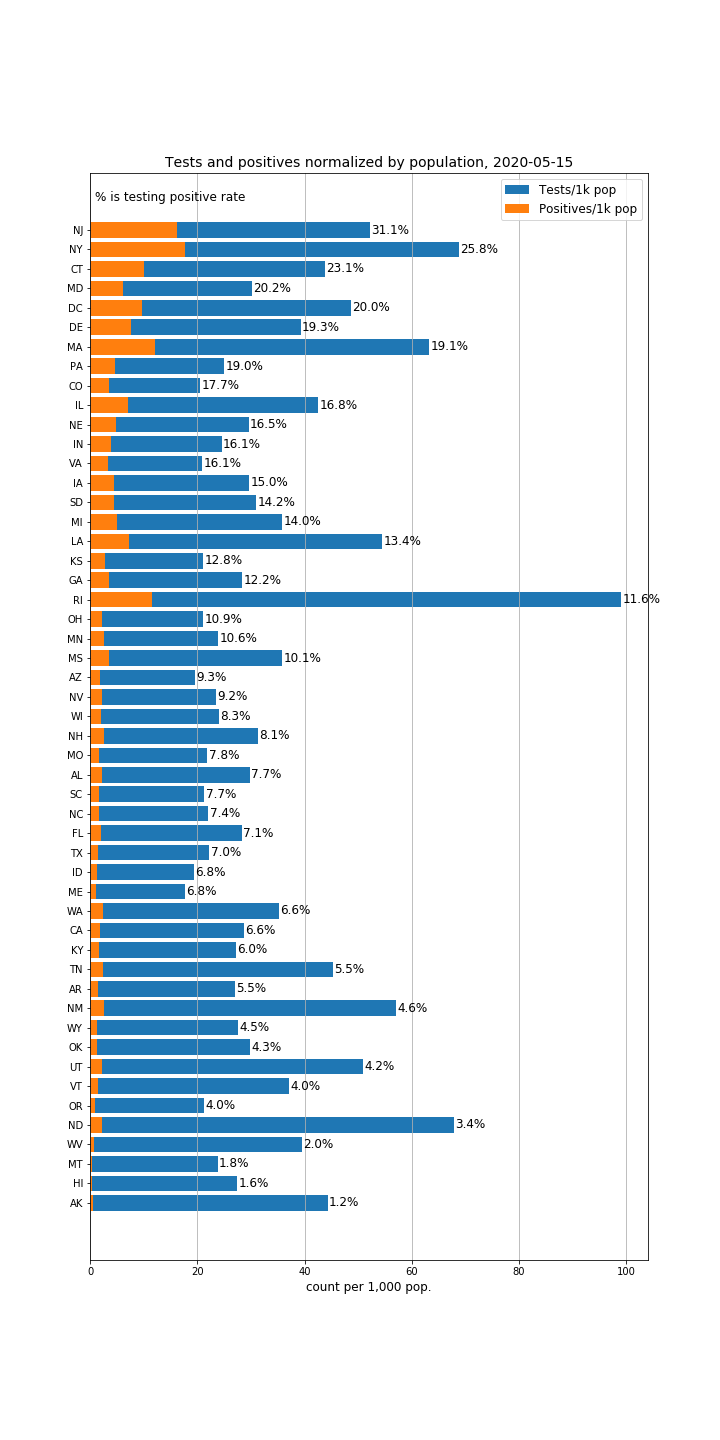 Tests and positives normalized by population, 2020-05-15
% is testing positive rate
Tests/1k pop
Positives/1k pop
NJ 31.1%
NY 25.8%
CT 23.1%
MD 20.2%
DC 20.0%
DE 19.3%
MA 19.1%
PA 19.0%
CO 17.7%
IL 16.8%
NE 16.5%
IN 16.1%
VA 16.1%
IA 15.0%
SD 14.2%
MI 14.0%
LA 13.4%
KS 12.8%
GA 12.2%
RI 11.6%
OH 10.9%
MN 10.6%
MS 10.1%
AZ 9.3%
NV 9.2%
WI 8.3%
NH 8.1%
MO 7.8%
AL 7.7%
SC 7.7%
NC 7.4%
FL 7.1%
TX 7.0%
ID 6.8%
ME 6.8%
WA 6.6%
CA 6.6%
KY 6.0%
TN 5.5%
AR 5.5%
NM 4.6%
WY 4.5%
OK 4.3%
UT 4.2%
VT 4.0%
OR 4.0%
ND 3.4%
WV 2.0%
MT 1.8%
HI 1.6%
AK 1.2%
0 20 40 60 80 100
count per 1,000 pop.